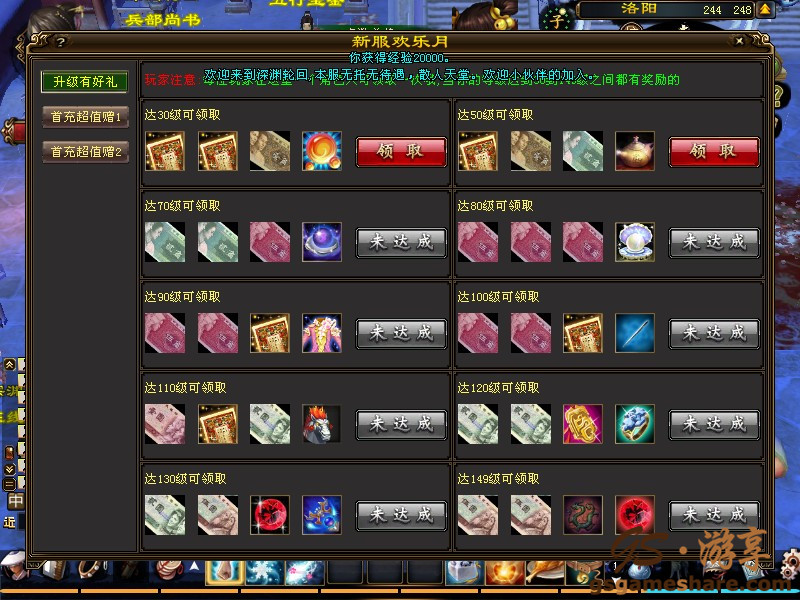 兵部尚书
洛阳
244 248
子
?
新服欢乐月
你获得经验20000。
欢迎来到深渊轮回,本服无托无待遇，散人天堂。欢迎小伙伴的加入。
玩家注意
之间都有奖励的
升级有好礼
首充超值赠1
首充超值赠2
达30级可领取
领取
达50级可领取
领取
达70级可领取
未达成
达80级可领取
未达成
达90级可领取
未达成
达100级可领取
未达成
达110级可领取
未达成
达120级可领取
未达成
达130级可领取
未达成
达149级可领取
未达成
中
近
GS·游享
gsgameshare.com